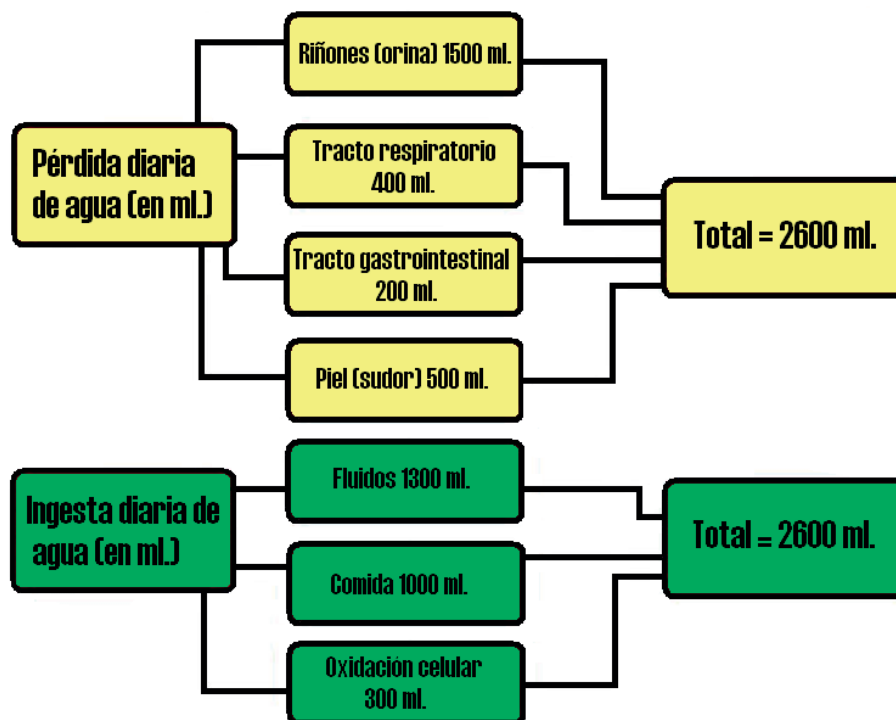 Pérdida diaria
de agua (en ml.)
Riñones (orina) 1500 ml.
Tracto respiratorio
400 ml.
Tracto gastrointestinal
200 ml.
Piel (sudor) 500 ml.
Total = 2600 ml.
Ingesta diaria de
agua (en ml.)
Fluidos 1300 ml.
Comida 1000 ml.
Oxidación celular
300 ml.
Total = 2600 ml.